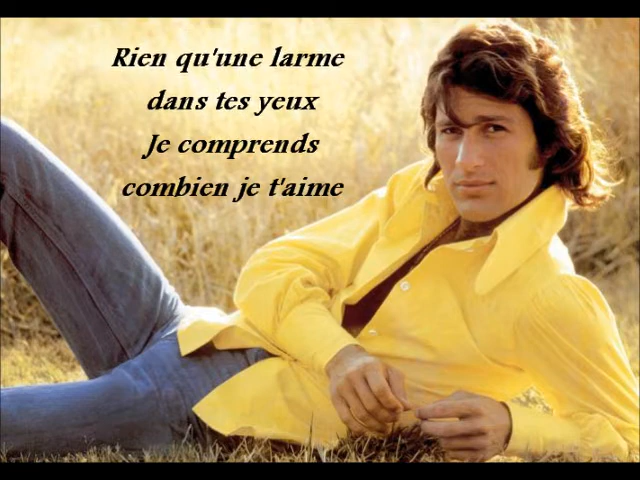 Rien qu'une larme
dans tes yeux
Je comprends
combien je t'aime